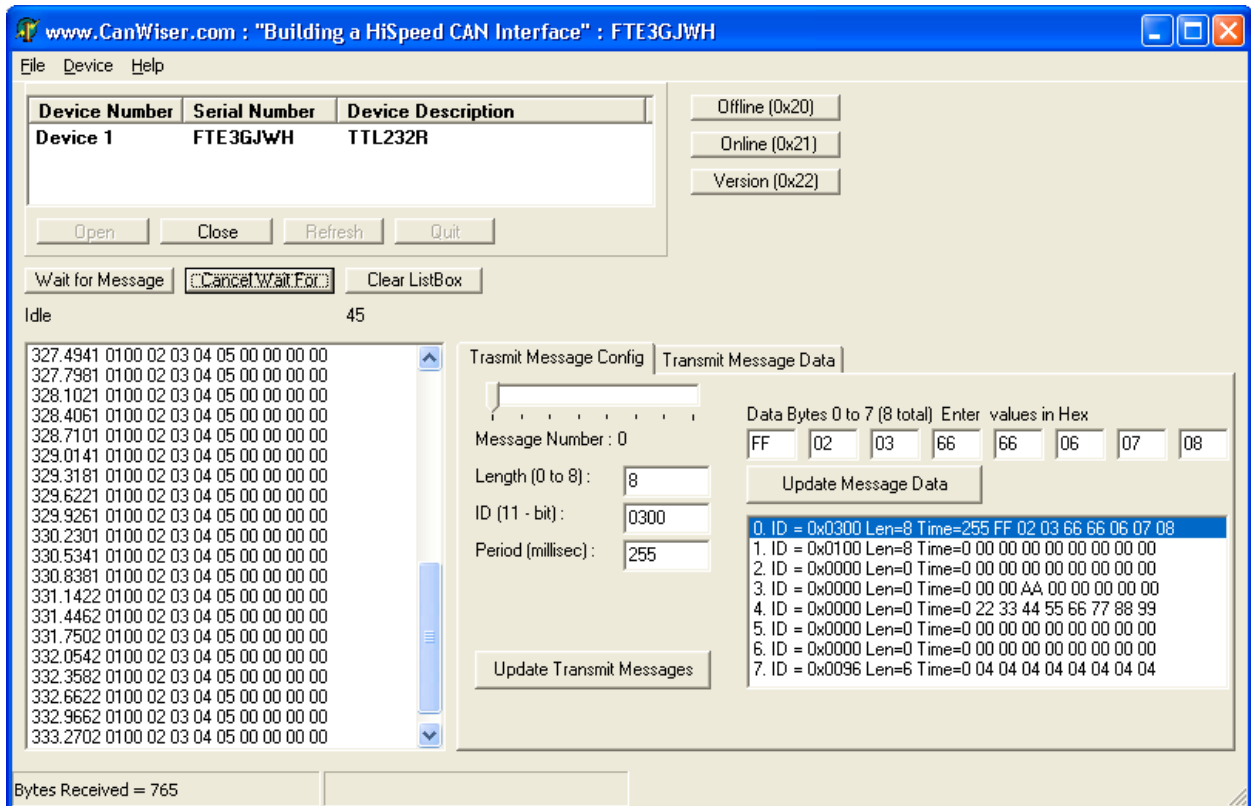 www.CanWiser.com : "Building a HiSpeed CAN Interface" : FTE3GJWH
File Device Help
Device Number Serial Number Device Description
Device 1 FTE3GJWH TTL232R
Offline (0x20)
Online (0x21)
Version (0x22)
Open Close Refresh Quit
Wait for Message Cancel Wait For Clear ListBox
Idle 45
327.4941 0100 02 03 04 05 00 00 00 00
327.7981 0100 02 03 04 05 00 00 00 00
328.1021 0100 02 03 04 05 00 00 00 00
328.4061 0100 02 03 04 05 00 00 00 00
328.7101 0100 02 03 04 05 00 00 00 00
329.0141 0100 02 03 04 05 00 00 00 00
329.3181 0100 02 03 04 05 00 00 00 00
329.6221 0100 02 03 04 05 00 00 00 00
329.9261 0100 02 03 04 05 00 00 00 00
330.2301 0100 02 03 04 05 00 00 00 00
330.5341 0100 02 03 04 05 00 00 00 00
330.8381 0100 02 03 04 05 00 00 00 00
331.1422 0100 02 03 04 05 00 00 00 00
331.4462 0100 02 03 04 05 00 00 00 00
331.7502 0100 02 03 04 05 00 00 00 00
332.0542 0100 02 03 04 05 00 00 00 00
332.3582 0100 02 03 04 05 00 00 00 00
332.6622 0100 02 03 04 05 00 00 00 00
332.9662 0100 02 03 04 05 00 00 00 00
333.2702 0100 02 03 04 05 00 00 00 00
Trasmit Message Config Transmit Message Data
Message Number : 0
Length (0 to 8) : 8
ID (11 - bit) : 0300
Period (millisec) : 255
Update Transmit Messages
Data Bytes 0 to 7 (8 total) Enter values in Hex
FF 02 03 66 66 06 07 08
Update Message Data
0. ID = 0x0300 Len=8 Time=255 FF 02 03 66 66 06 07 08
1. ID = 0x0100 Len=8 Time=0 00 00 00 00 00 00 00 00
2. ID = 0x0000 Len=0 Time=0 00 00 00 00 00 00 00 00
3. ID = 0x0000 Len=0 Time=0 00 00 AA 00 00 00 00 00
4. ID = 0x0000 Len=0 Time=0 22 33 44 55 66 77 88 99
5. ID = 0x0000 Len=0 Time=0 00 00 00 00 00 00 00 00
6. ID = 0x0000 Len=0 Time=0 00 00 00 00 00 00 00 00
7. ID = 0x0096 Len=6 Time=0 04 04 04 04 04 04 04 04
Bytes Received = 765